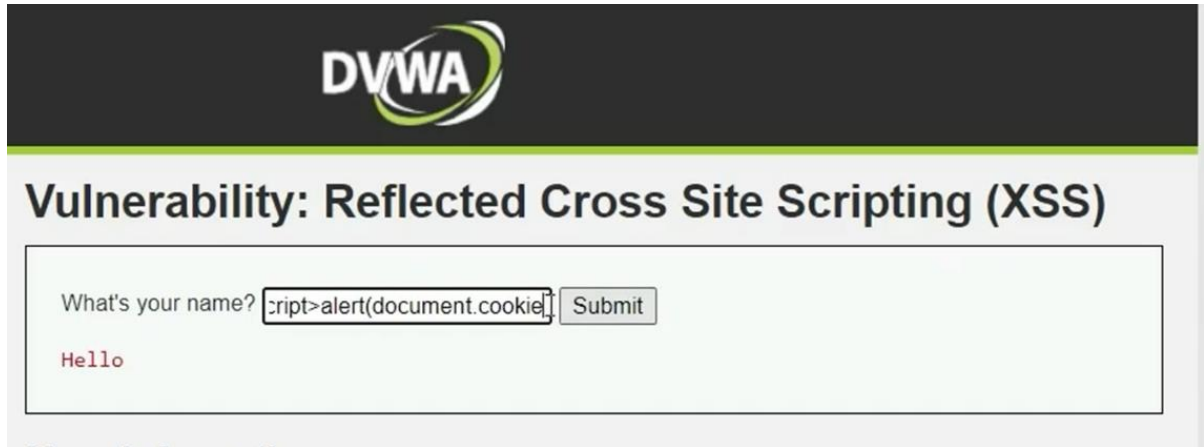 DVWA
Vulnerability: Reflected Cross Site Scripting (XSS)
What's your name? cript>alert(document.cookie Submit
Hello